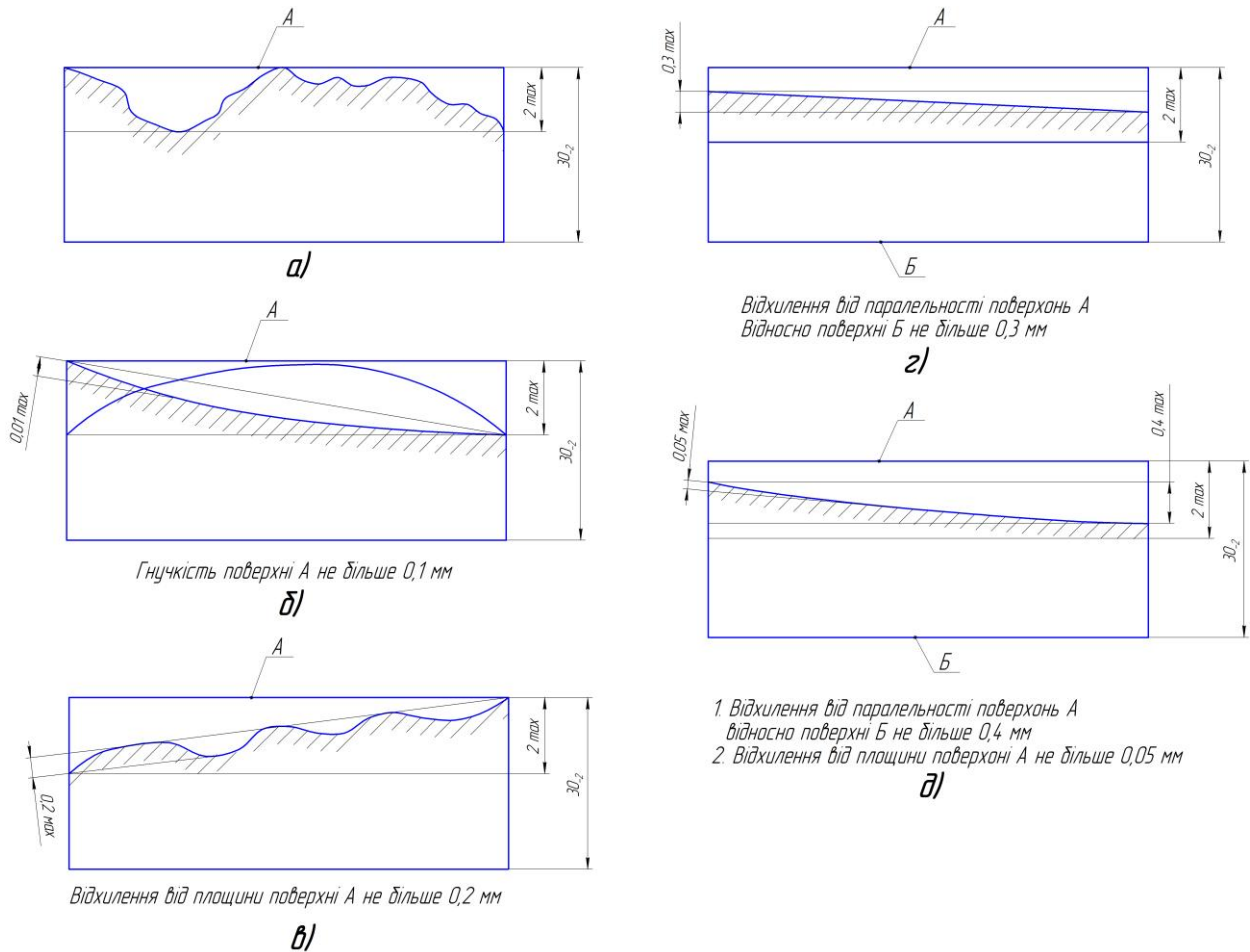 А
2 max
30-2
а)
А
0,01 max
2 max
30-2
Гнучкість поверхні А не більше 0,1 мм
б)
А
0,2 мах
2 max
30-2
Відхилення від площини поверхні А не більше 0,2 мм
в)
А
0,3 max
2 max
30-2
Б
Відхилення від паралельності поверхонь А
Відносно поверхні Б не більше 0,3 мм
г)
А
0,05 мах
0,4 max
2 max
30-2
Б
1. Відхилення від паралельності поверхонь А
відносно поверхні Б не більше 0,4 мм
2. Відхилення від площини поверхоні А не більше 0,05 мм
д)